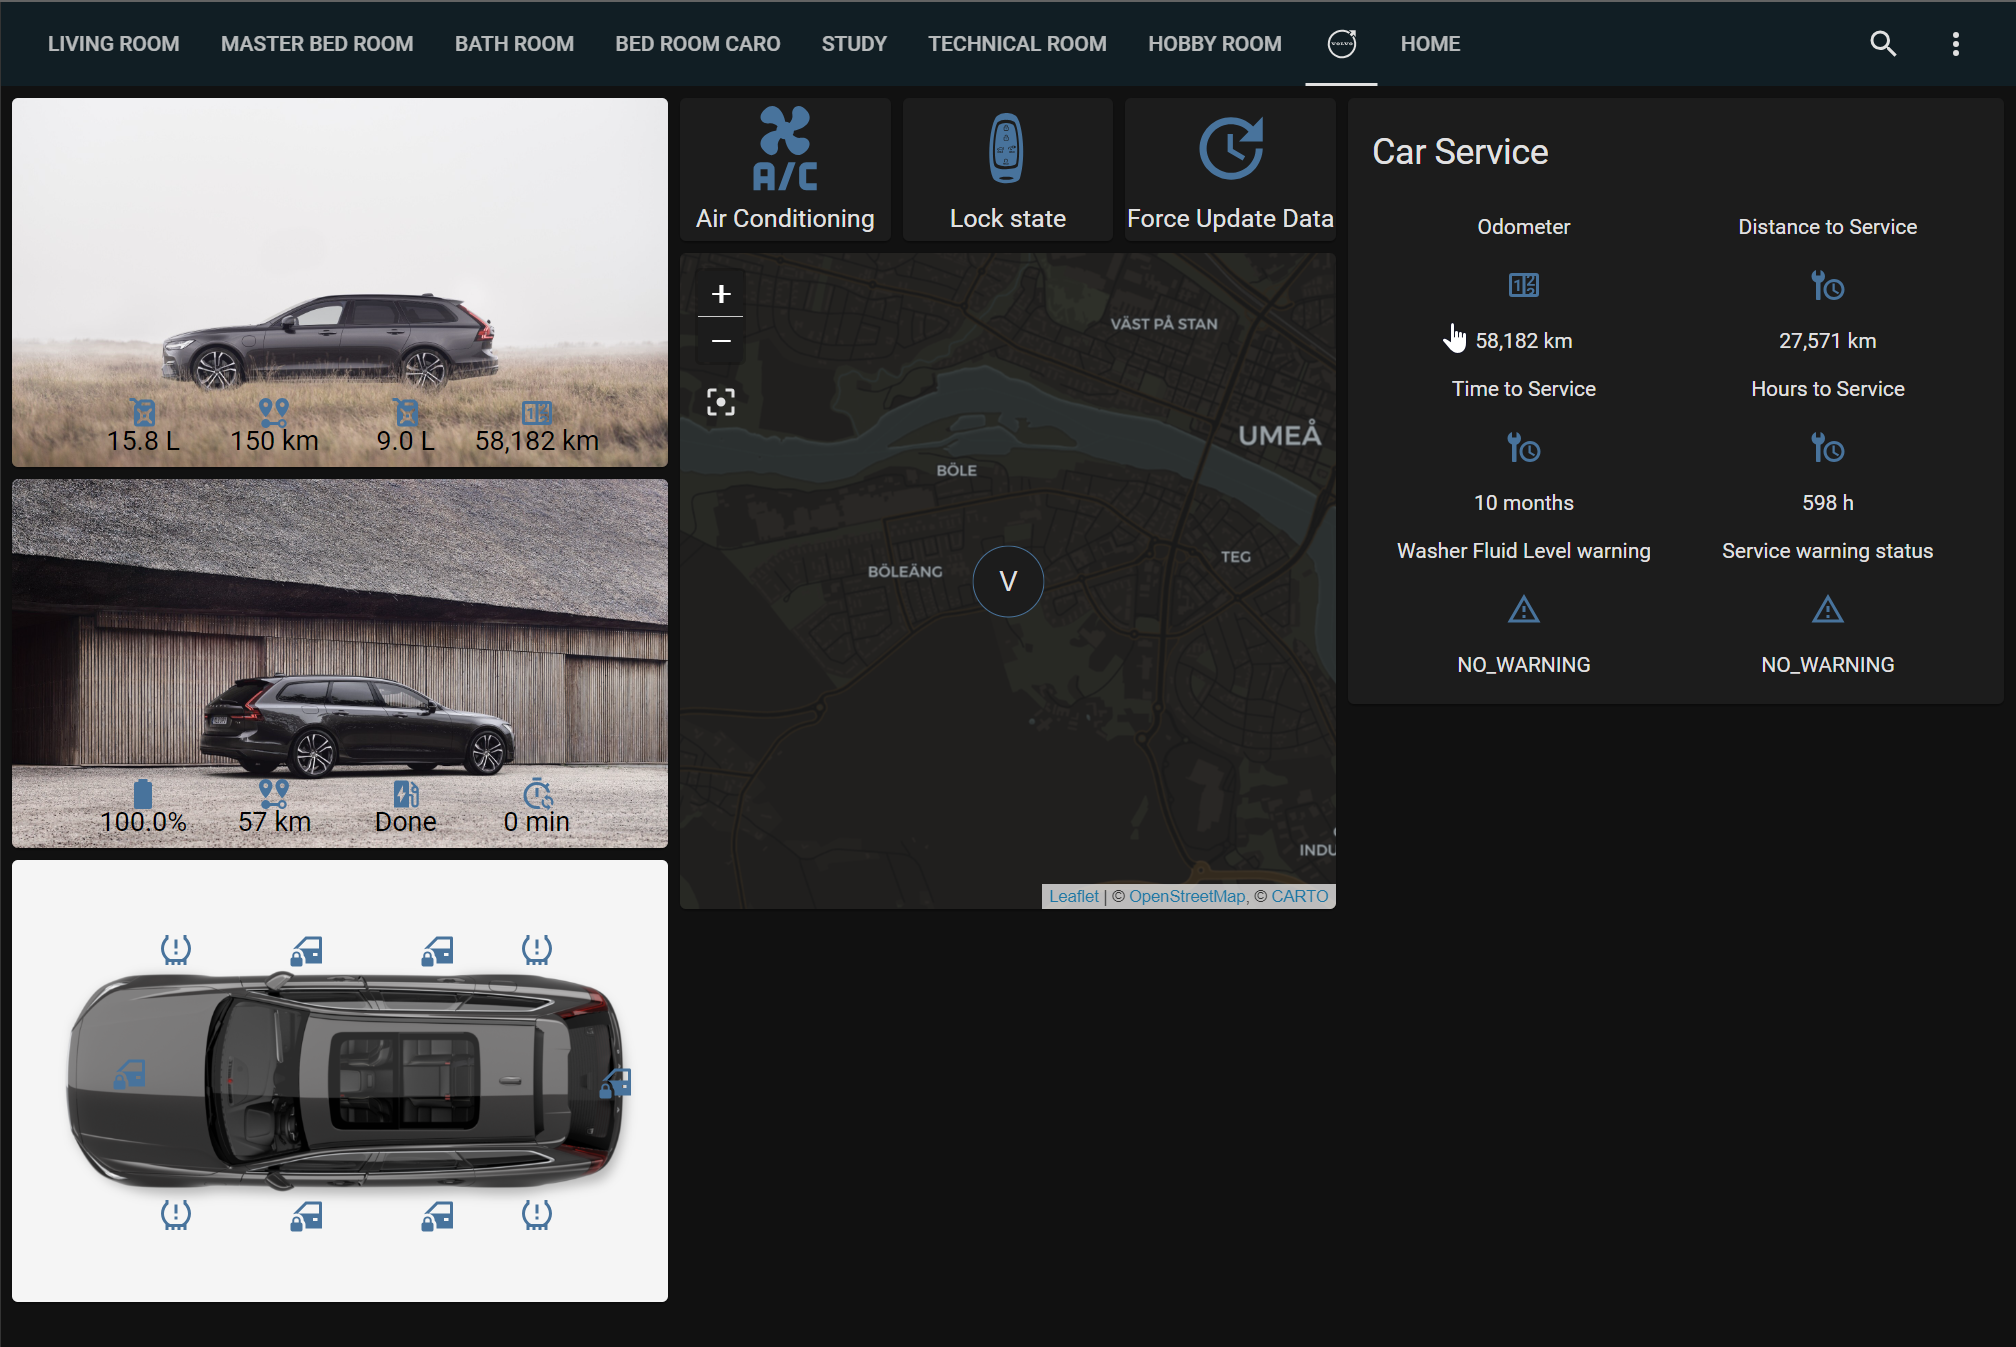 LIVING ROOM
MASTER BED ROOM
BATH ROOM
BED ROOM CARO
STUDY
TECHNICAL ROOM
HOBBY ROOM
VOLVO
HOME
15.8 L
150 km
9.0 L
58,182 km
100.0%
57 km
Done
0 min
A/C
Air Conditioning
Lock state
Force Update Data
+
−
VÄST PÅ STAN
UMEÅ
BÖLE
TEG
BÖLEÄNG
V
INDU
Leaflet | © OpenStreetMap, © CARTO
Car Service
Odometer
Distance to Service
58,182 km
27,571 km
Time to Service
Hours to Service
10 months
598 h
Washer Fluid Level warning
Service warning status
NO_WARNING
NO_WARNING